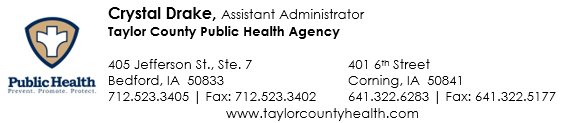 Crystal Drake, Assistant Administrator
Taylor County Public Health Agency
405 Jefferson St., Ste. 7
Bedford, IA 50833
712.523.3405 | Fax: 712.523.3402
401 6th Street
Corning, IA 50841
641.322.6283 | Fax: 641.322.5177
www.taylorcountyhealth.com
Public Health
Prevent. Promote. Protect.